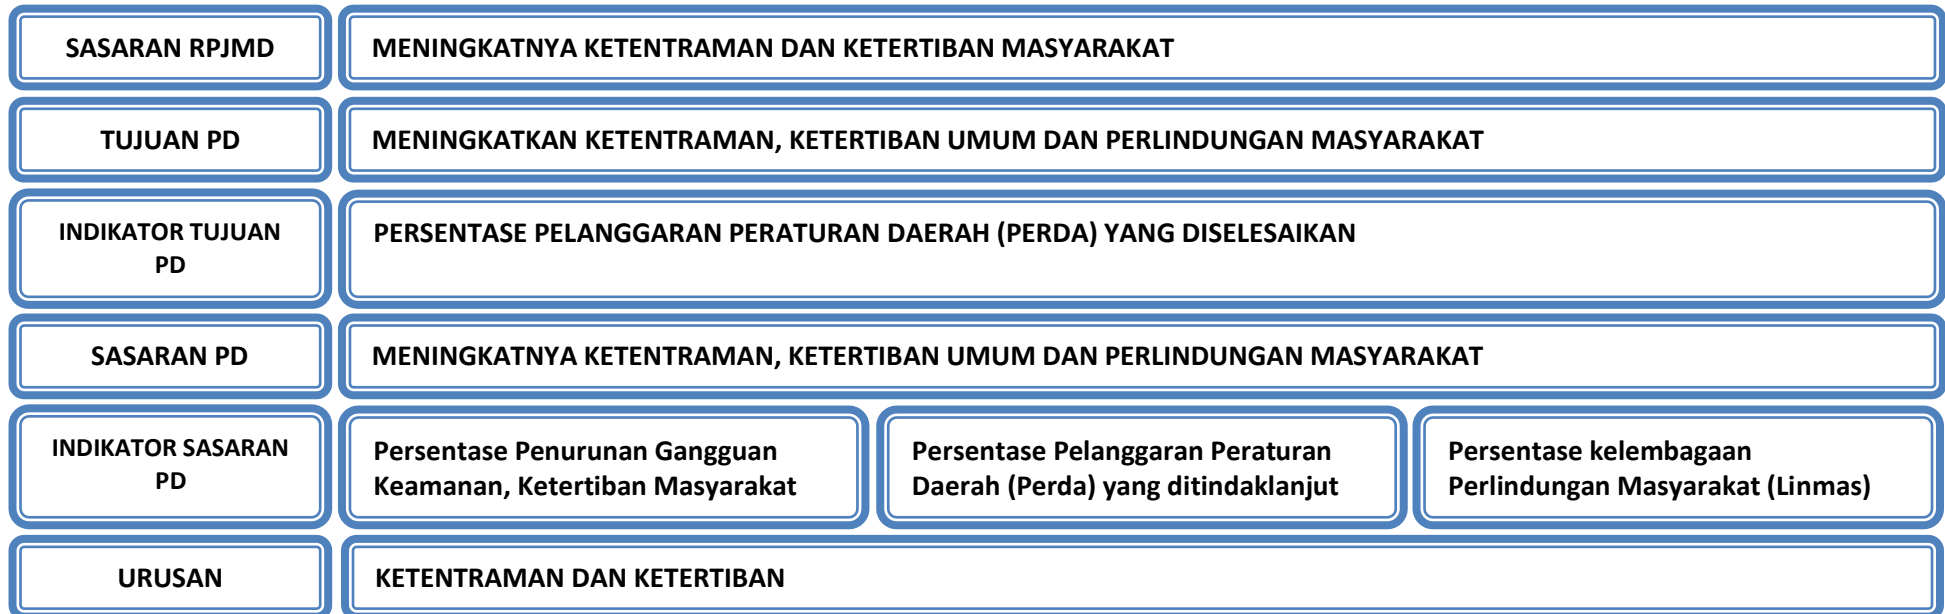 SASARAN RPJMD
MENINGKATNYA KETENTRAMAN DAN KETERTIBAN MASYARAKAT
TUJUAN PD
MENINGKATKAN KETENTRAMAN, KETERTIBAN UMUM DAN PERLINDUNGAN MASYARAKAT
INDIKATOR TUJUAN
PD
PERSENTASE PELANGGARAN PERATURAN DAERAH (PERDA) YANG DISELESAIKAN
SASARAN PD
MENINGKATNYA KETENTRAMAN, KETERTIBAN UMUM DAN PERLINDUNGAN MASYARAKAT
INDIKATOR SASARAN
PD
Persentase Penurunan Gangguan
Keamanan, Ketertiban Masyarakat
Persentase Pelanggaran Peraturan
Daerah (Perda) yang ditindaklanjut
Persentase kelembagaan
Perlindungan Masyarakat (Linmas)
URUSAN
KETENTRAMAN DAN KETERTIBAN